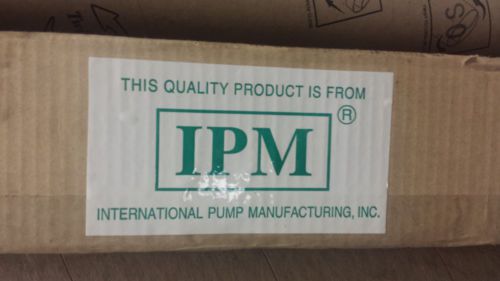 THIS QUALITY PRODUCT IS FROM
IPM®
INTERNATIONAL PUMP MANUFACTURING, INC.